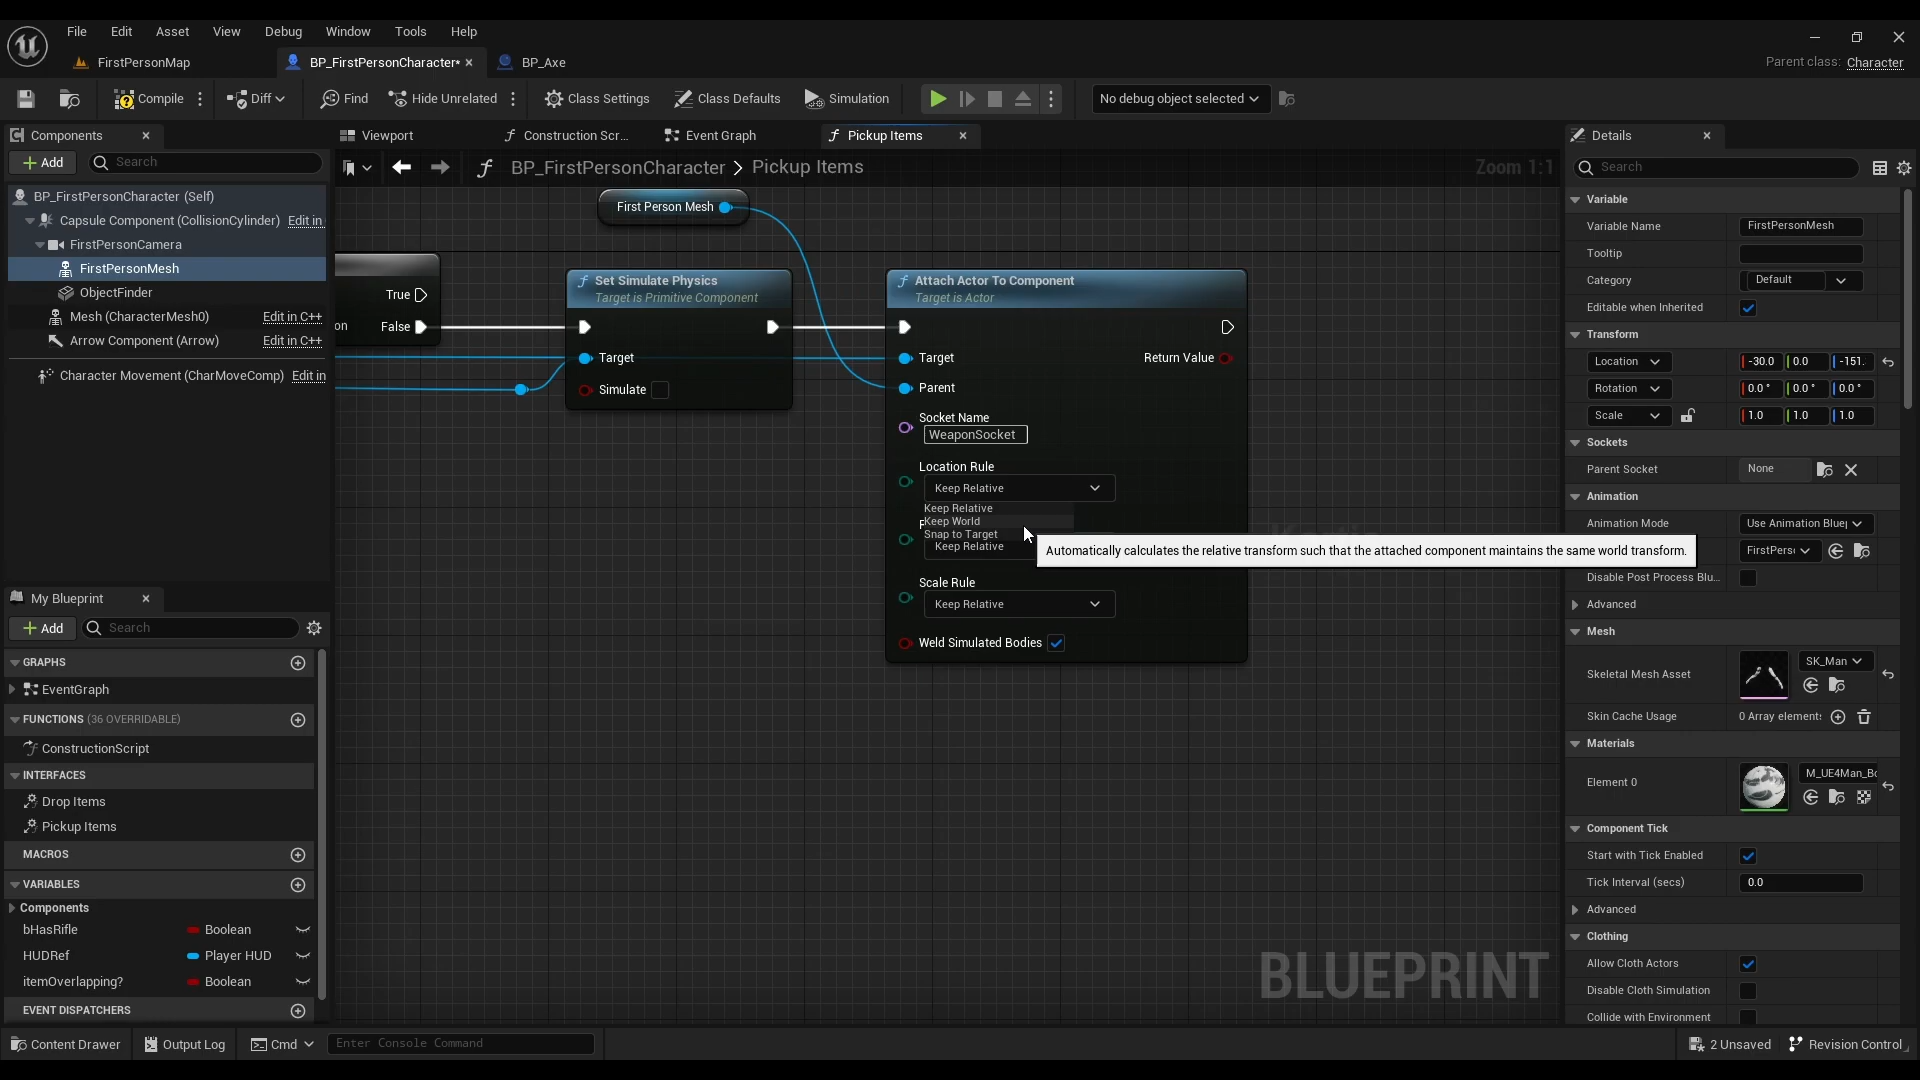 File Edit Asset View Debug Window Tools Help
FirstPersonMap BP_FirstPersonCharacter* BP_Axe
Parent class: Character
Compile Diff Find Hide Unrelated Class Settings Class Defaults Simulation No debug object selected
Components
Add Search
BP_FirstPersonCharacter (Self)
Capsule Component (CollisionCylinder) Edit in
FirstPersonCamera
FirstPersonMesh
ObjectFinder
Mesh (CharacterMesh0) Edit in C++
Arrow Component (Arrow) Edit in C++
Character Movement (CharMoveComp) Edit in
My Blueprint
Add Search
GRAPHS
EventGraph
FUNCTIONS (36 OVERRIDABLE)
ConstructionScript
INTERFACES
Drop Items
Pickup Items
MACROS
VARIABLES
Components
bHasRifle Boolean
HUDRef Player HUD
itemOverlapping? Boolean
EVENT DISPATCHERS
Viewport Construction Scr... Event Graph Pickup Items
BP_FirstPersonCharacter > Pickup Items
Zoom 1:1
First Person Mesh
True
on False
Set Simulate Physics
Target is Primitive Component
Target
Simulate
Attach Actor To Component
Target is Actor
Target Return Value
Parent
Socket Name
WeaponSocket
Location Rule
Keep Relative
Keep Relative
Keep World
Snap to Target
Keep Relative
Automatically calculates the relative transform such that the attached component maintains the same world transform.
Scale Rule
Keep Relative
Weld Simulated Bodies
BLUEPRINT
Details
Search
Variable
Variable Name FirstPersonMesh
Tooltip
Category Default
Editable when Inherited
Transform
Location -30.0 0.0 -151.
Rotation 0.0 ° 0.0 ° 0.0 °
Scale 1.0 1.0 1.0
Sockets
Parent Socket None
Animation
Animation Mode Use Animation Bluep
FirstPerso
Disable Post Process Blu...
Advanced
Mesh
Skeletal Mesh Asset SK_Man
Skin Cache Usage 0 Array element:
Materials
Element 0 M_UE4Man_Bo
Component Tick
Start with Tick Enabled
Tick Interval (secs) 0.0
Advanced
Clothing
Allow Cloth Actors
Disable Cloth Simulation
Collide with Environment
Content Drawer Output Log Cmd Enter Console Command 2 Unsaved Revision Control